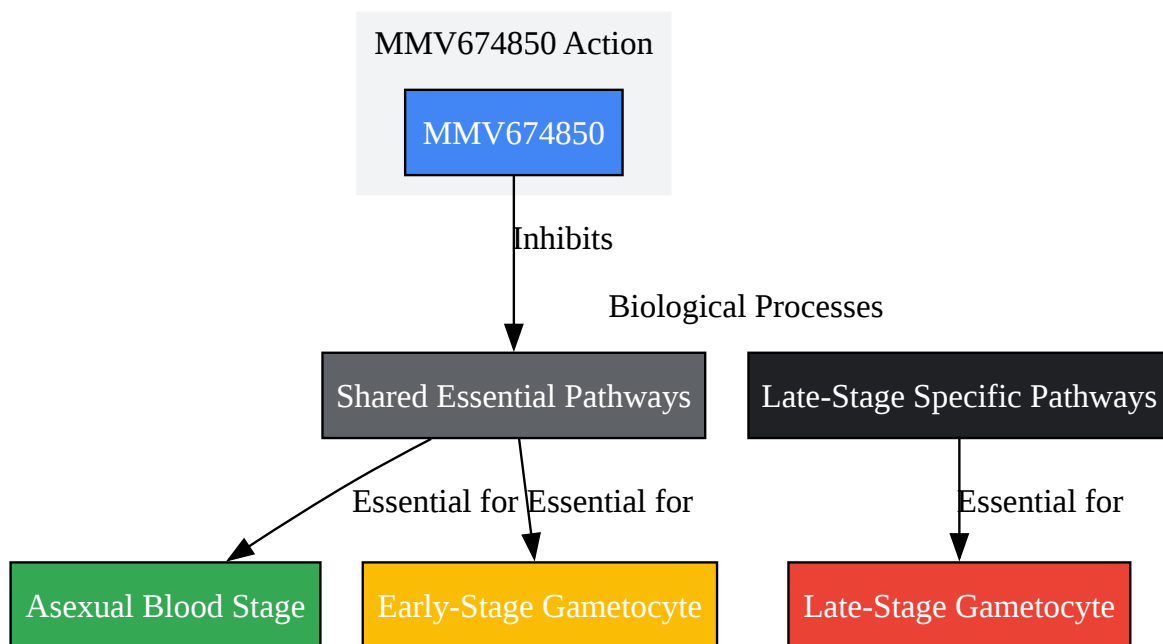 MMV674850 Action
MMV674850
Inhibits
Biological Processes
Shared Essential Pathways
Late-Stage Specific Pathways
Essential for
Essential for
Essential for
Asexual Blood Stage
Early-Stage Gametocyte
Late-Stage Gametocyte